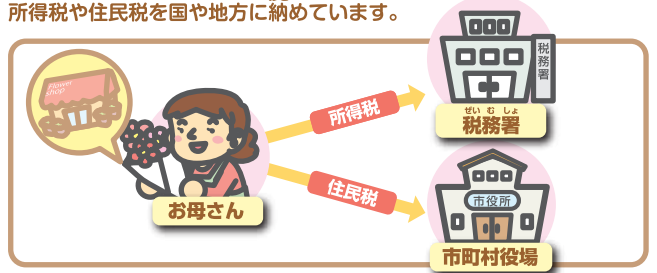 所得税や住民税を国や地方に納めています。
Flower
shop
税務署
所得税
ぜい む しょ
税務署
住民税
市役所
お母さん
市町村役場